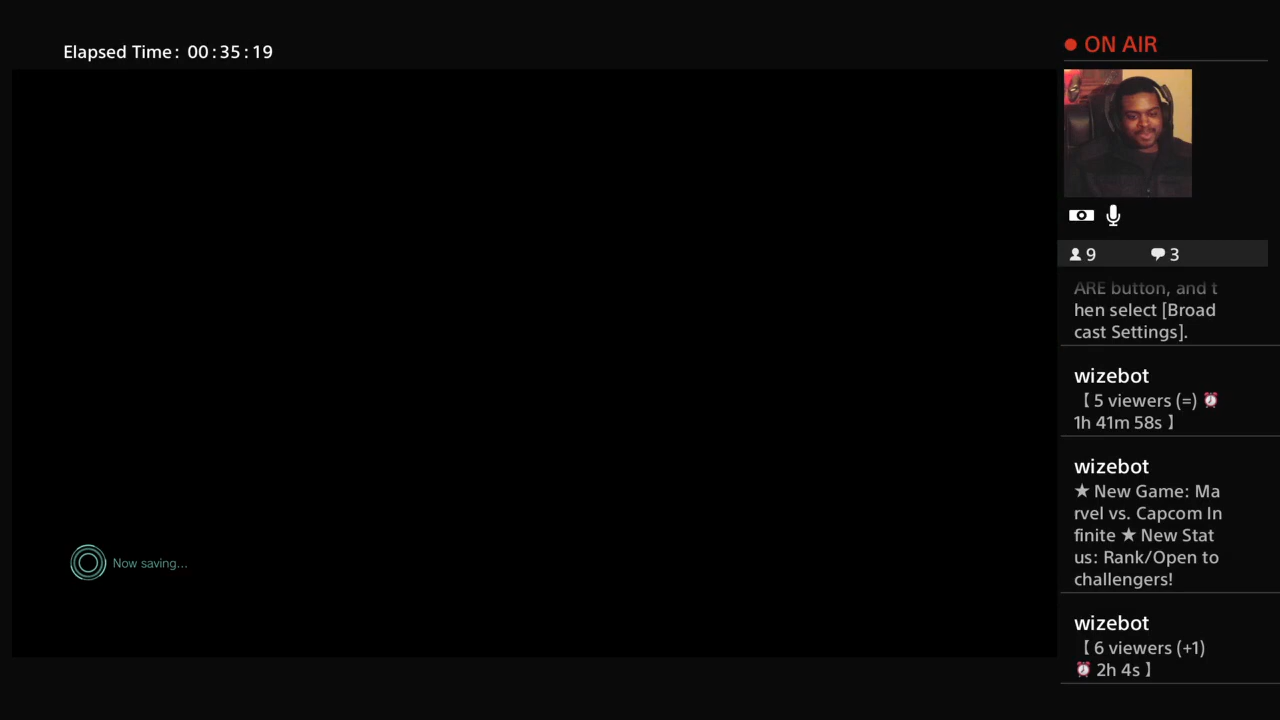 Elapsed Time: 00:35:19
ON AIR
9
3
ARE button, and t
hen select [Broad
cast Settings].
wizebot
【 5 viewers (=) ⏰
1h 41m 58s 】
wizebot
★ New Game: Ma
rvel vs. Capcom In
finite ★ New Stat
us: Rank/Open to
challengers!
wizebot
【 6 viewers (+1)
⏰ 2h 4s 】
Now saving...